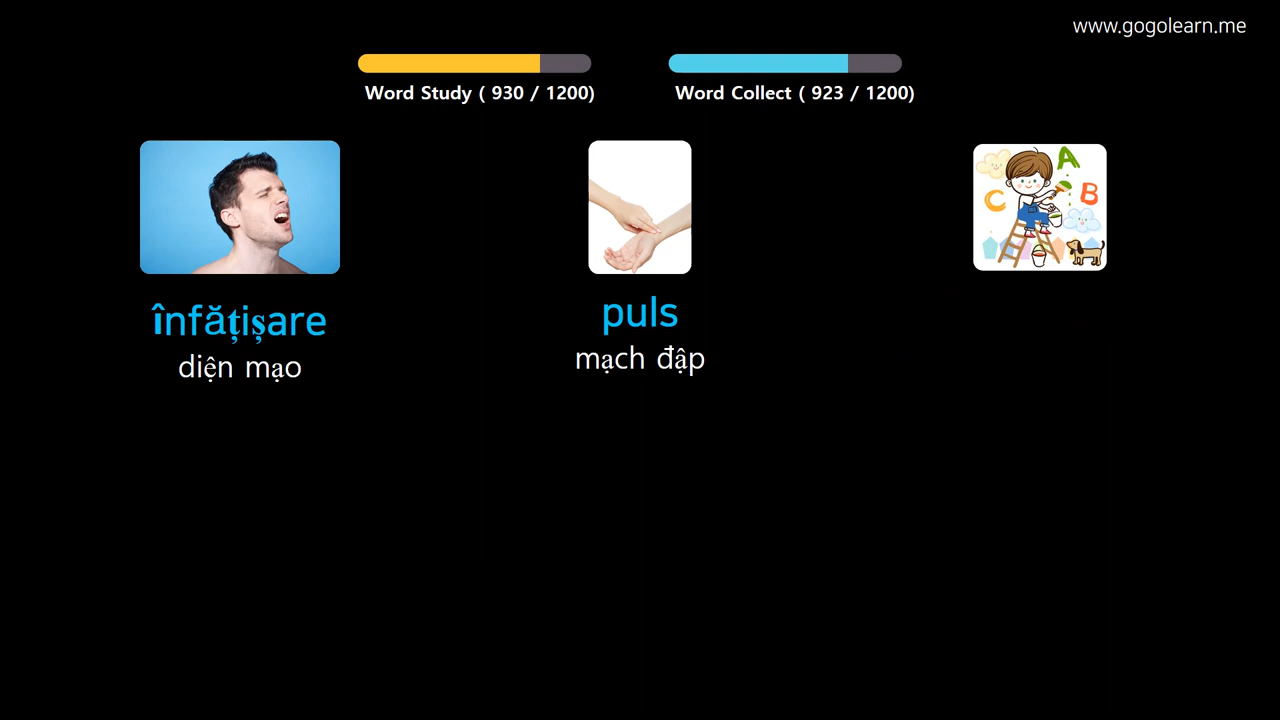 www.gogolearn.me
Word Study ( 930 / 1200)
Word Collect ( 923 / 1200)
A
B
C
înfățișare
diện mạo
puls
mạch đập